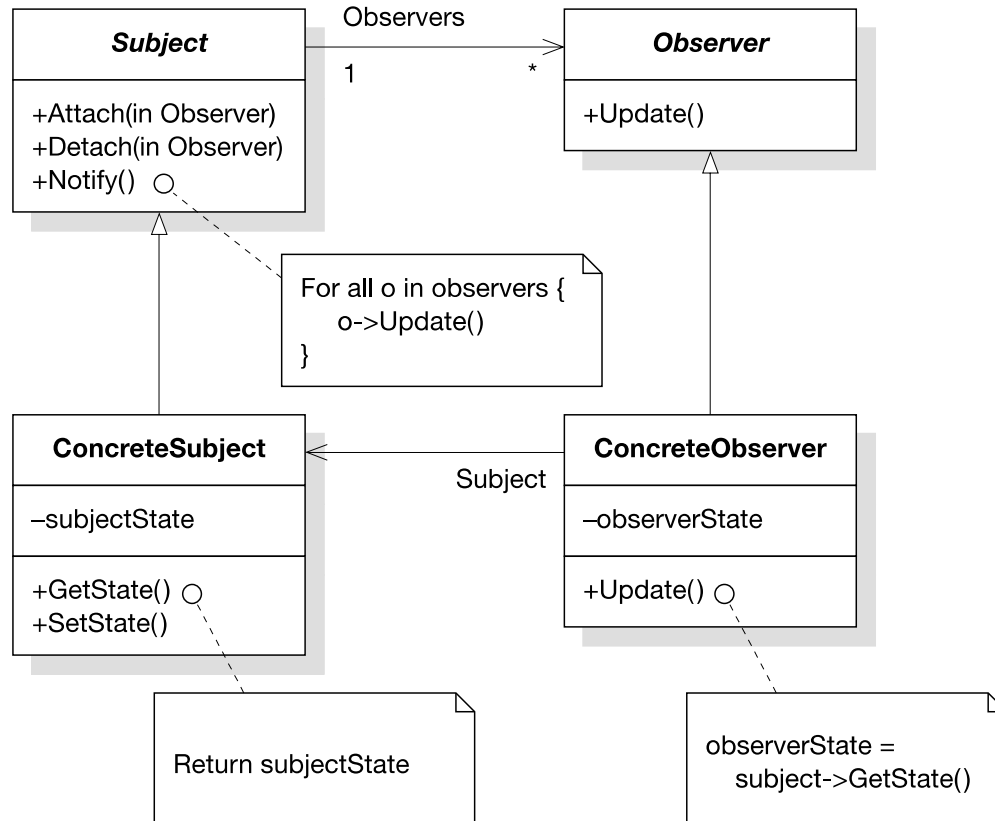 Subject
+Attach(in Observer)
+Detach(in Observer)
+Notify()
Observers
1
*
Observer
+Update()
For all o in observers {
o->Update()
}
ConcreteSubject
–subjectState
+GetState()
+SetState()
Subject
ConcreteObserver
–observerState
+Update()
Return subjectState
observerState =
subject->GetState()